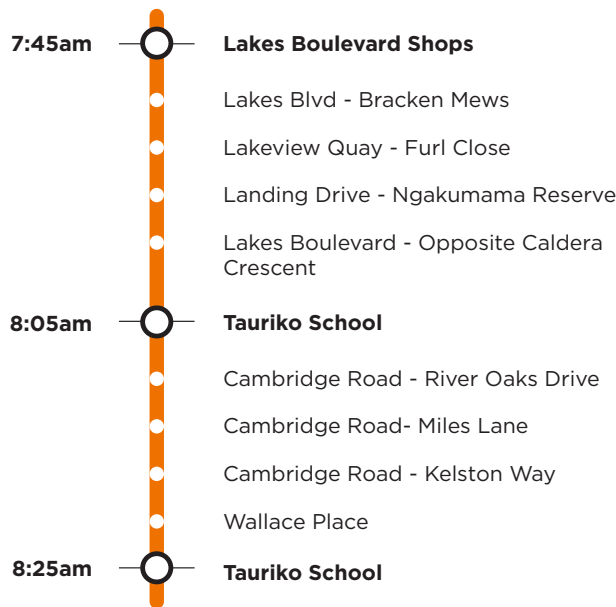 7:45am Lakes Boulevard Shops
Lakes Blvd - Bracken Mews
Lakeview Quay - Furl Close
Landing Drive - Ngakumama Reserve
Lakes Boulevard - Opposite Caldera
Crescent
8:05am Tauriko School
Cambridge Road - River Oaks Drive
Cambridge Road- Miles Lane
Cambridge Road - Kelston Way
Wallace Place
8:25am Tauriko School